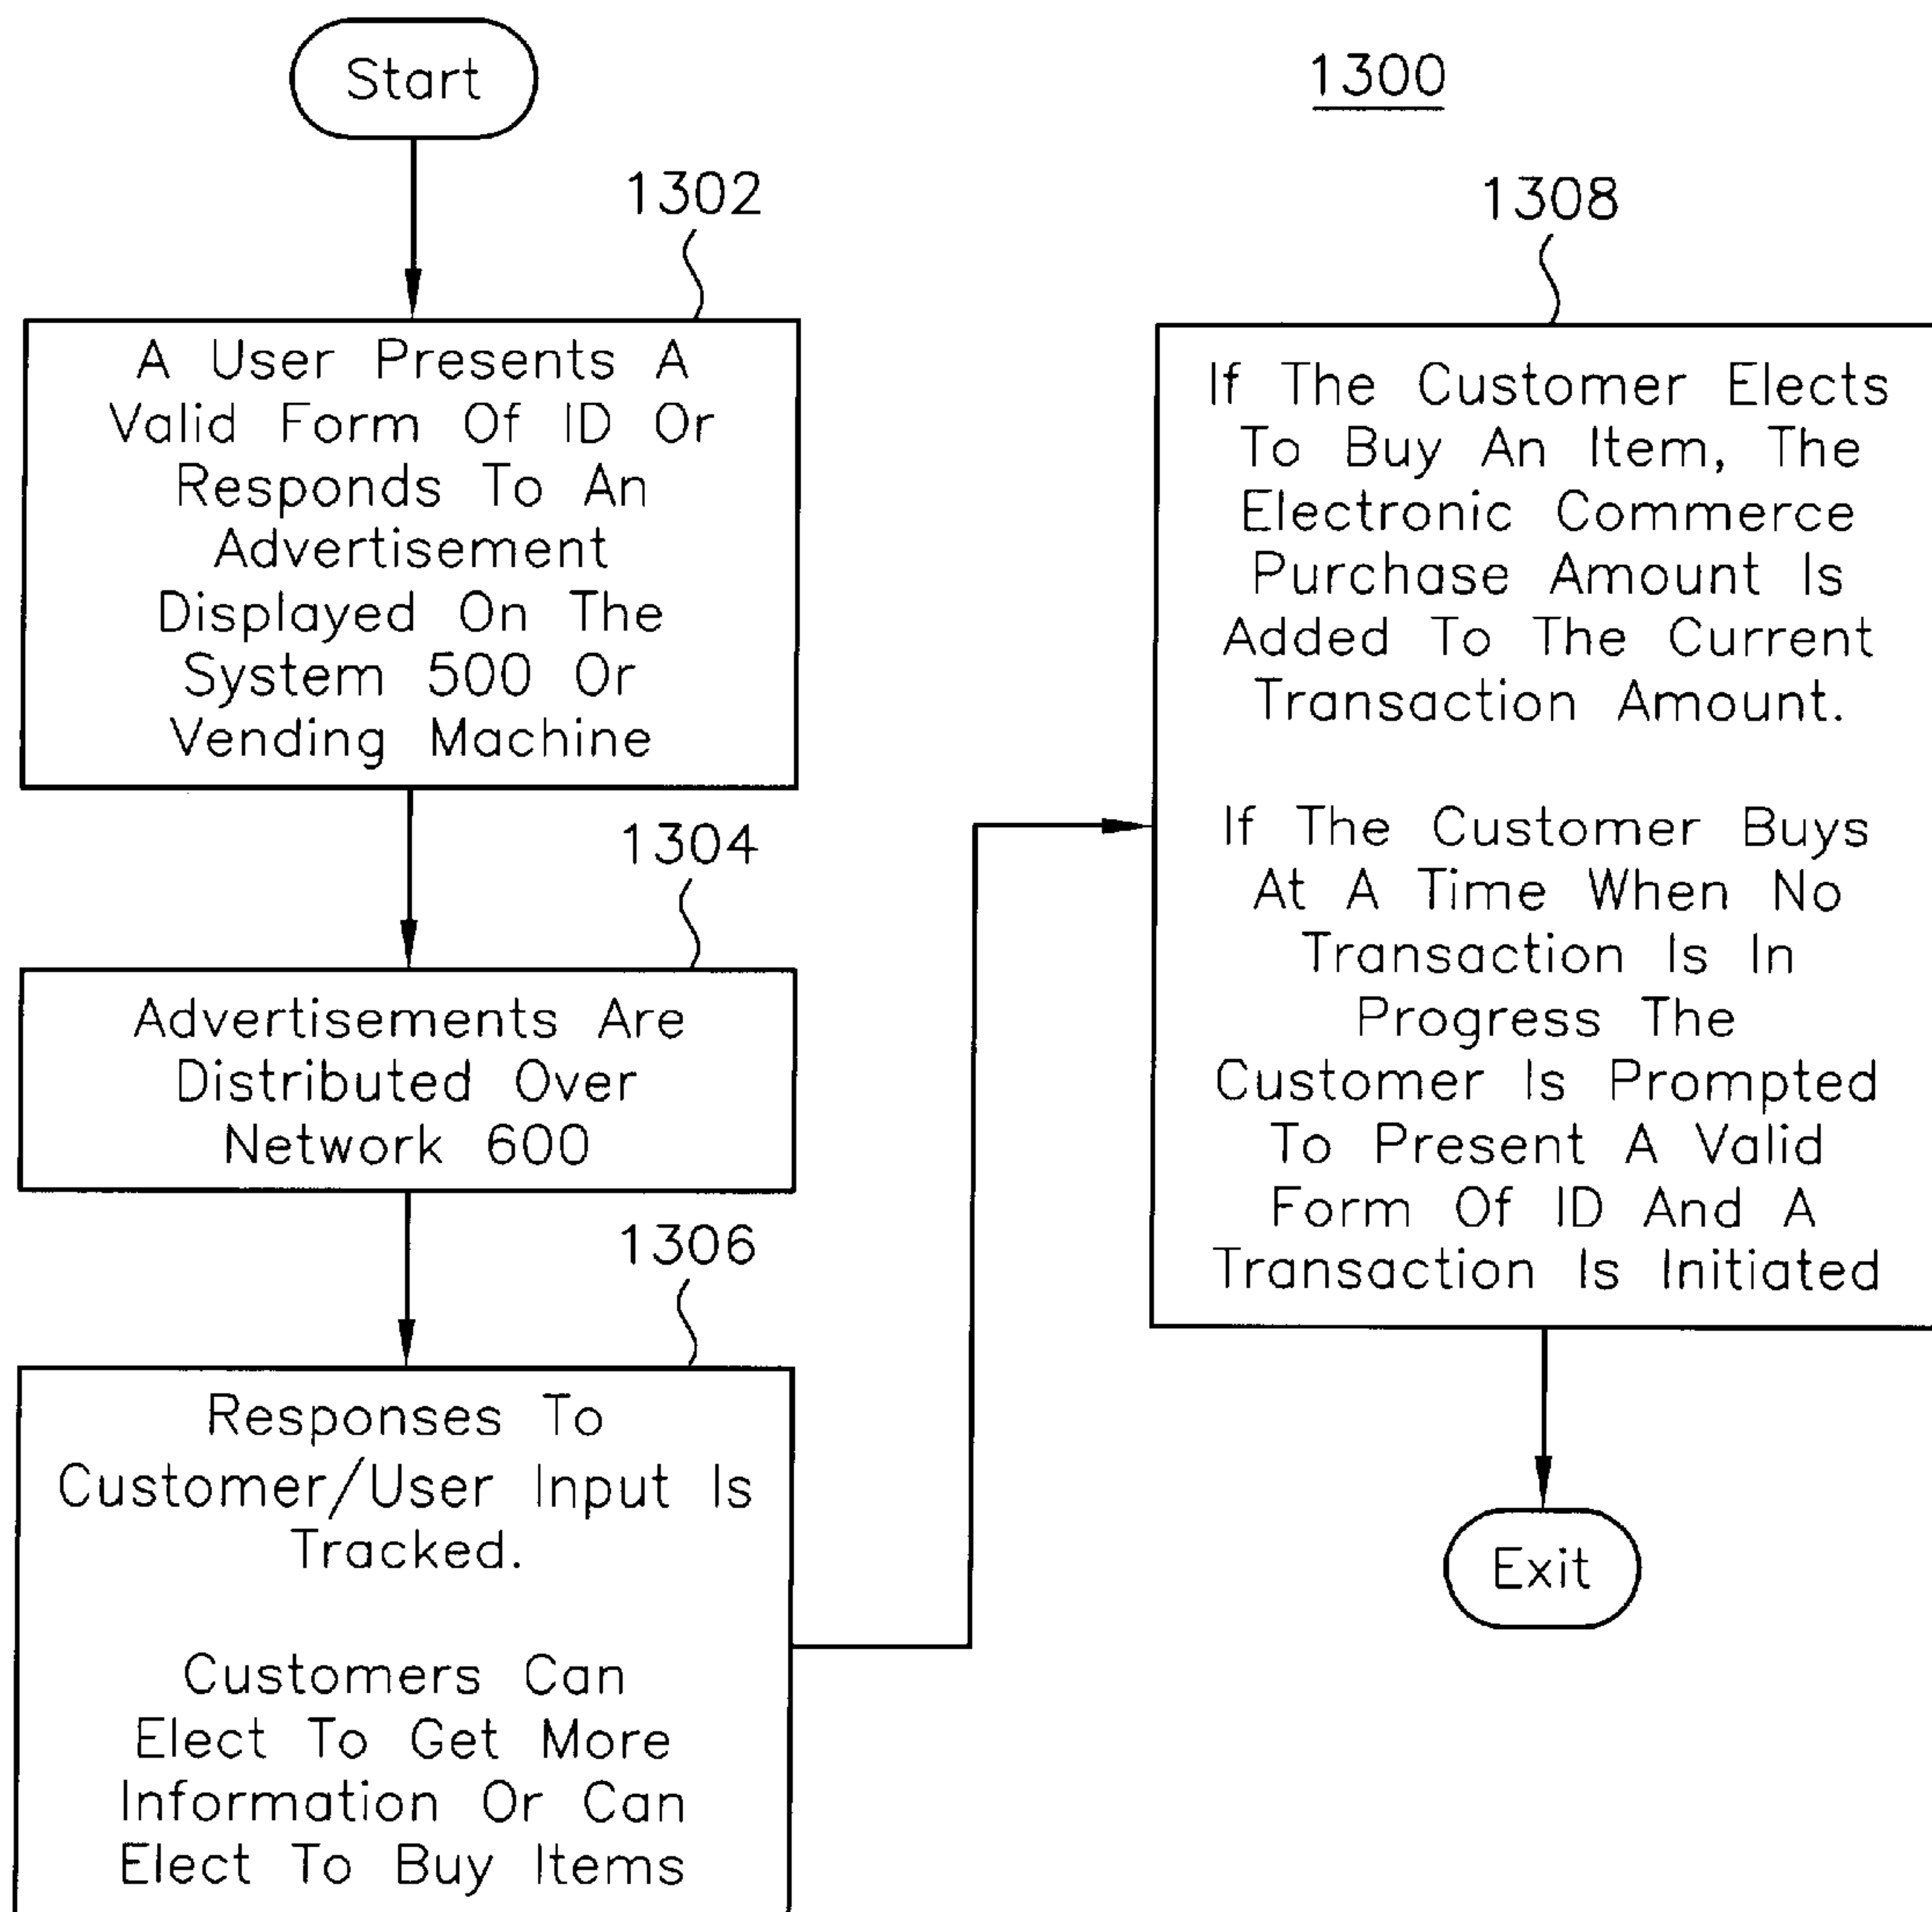 Start
1302
A User Presents A
Valid Form Of ID Or
Responds To An
Advertisement
Displayed On The
System 500 Or
Vending Machine
1304
Advertisements Are
Distributed Over
Network 600
1306
Responses To
Customer/User Input Is
Tracked.
Customers Can
Elect To Get More
Information Or Can
Elect To Buy Items
1300
1308
If The Customer Elects
To Buy An Item, The
Electronic Commerce
Purchase Amount Is
Added To The Current
Transaction Amount.
If The Customer Buys
At A Time When No
Transaction Is In
Progress The
Customer Is Prompted
To Present A Valid
Form Of ID And A
Transaction Is Initiated
Exit